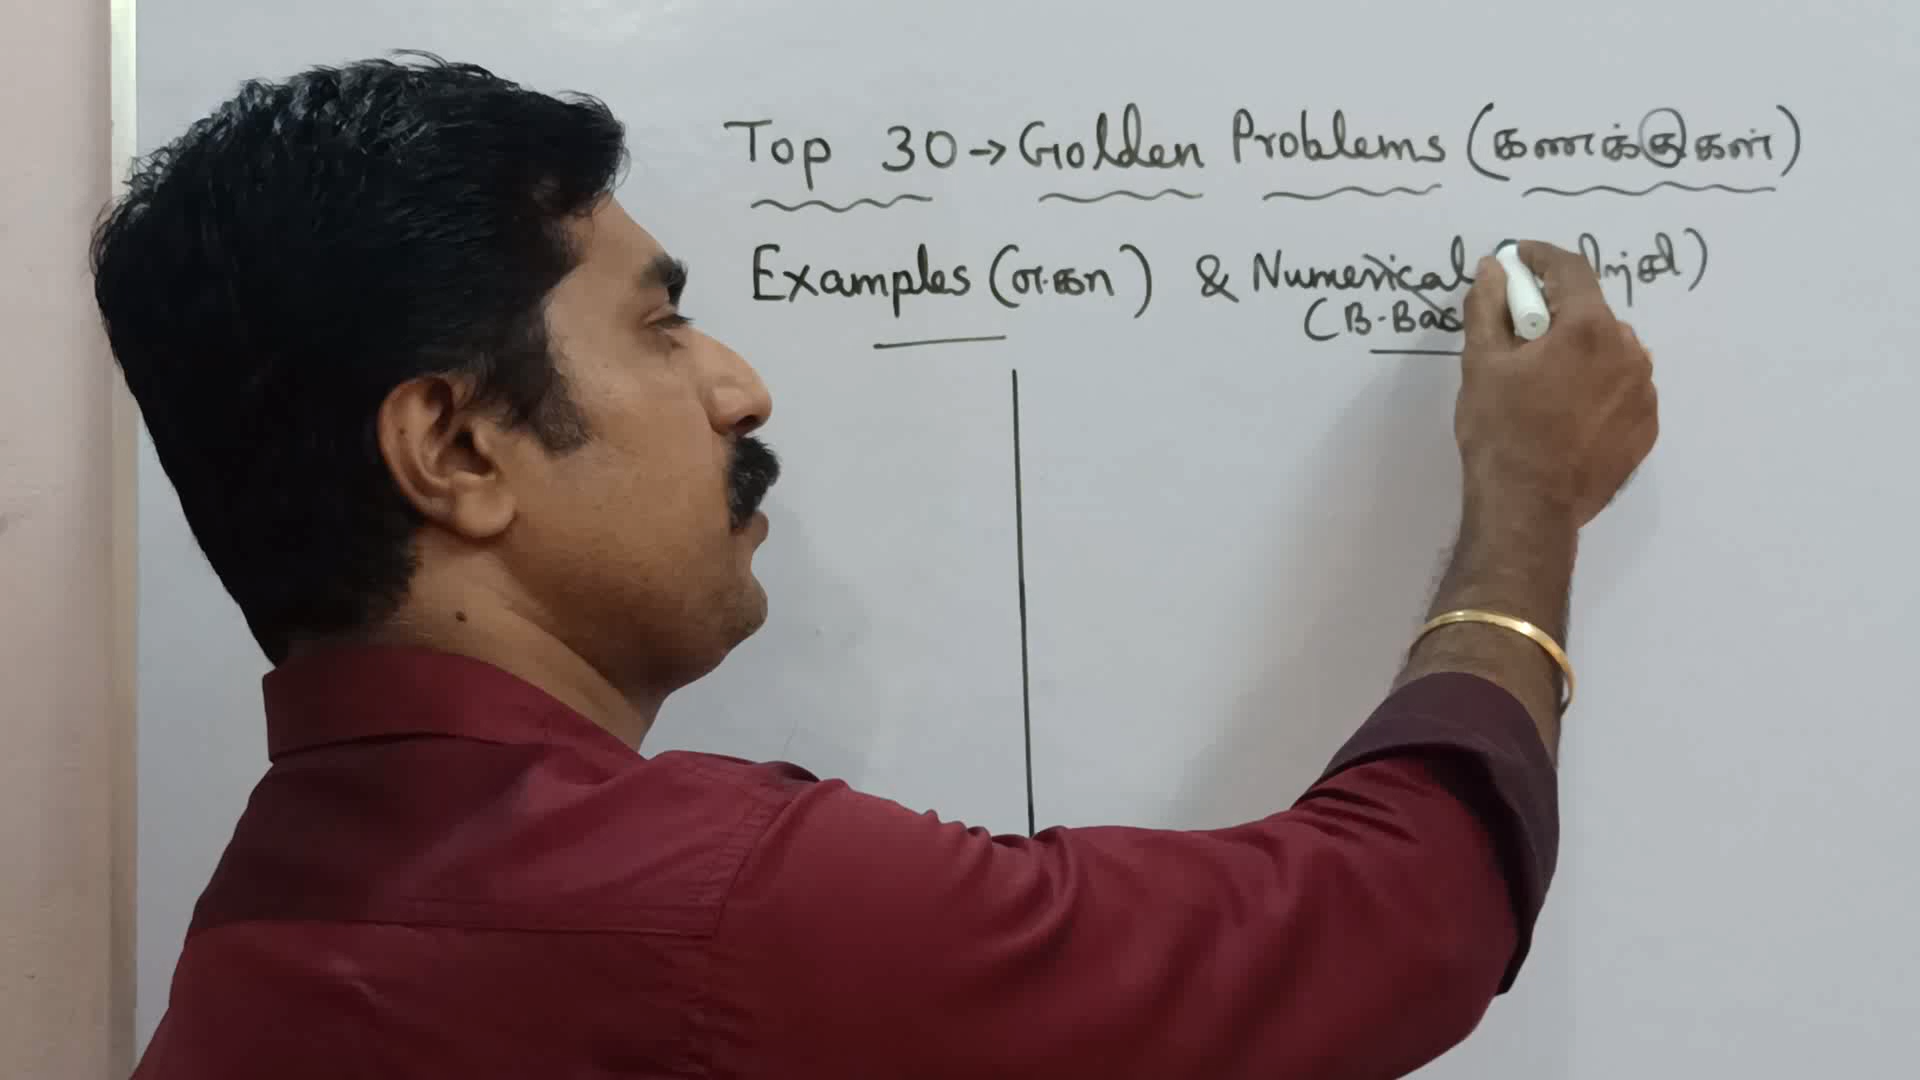 Top 30 → Golden Problems (கணக்குகள்)
Examples (எ.கா) & Numerical
(B-Bas